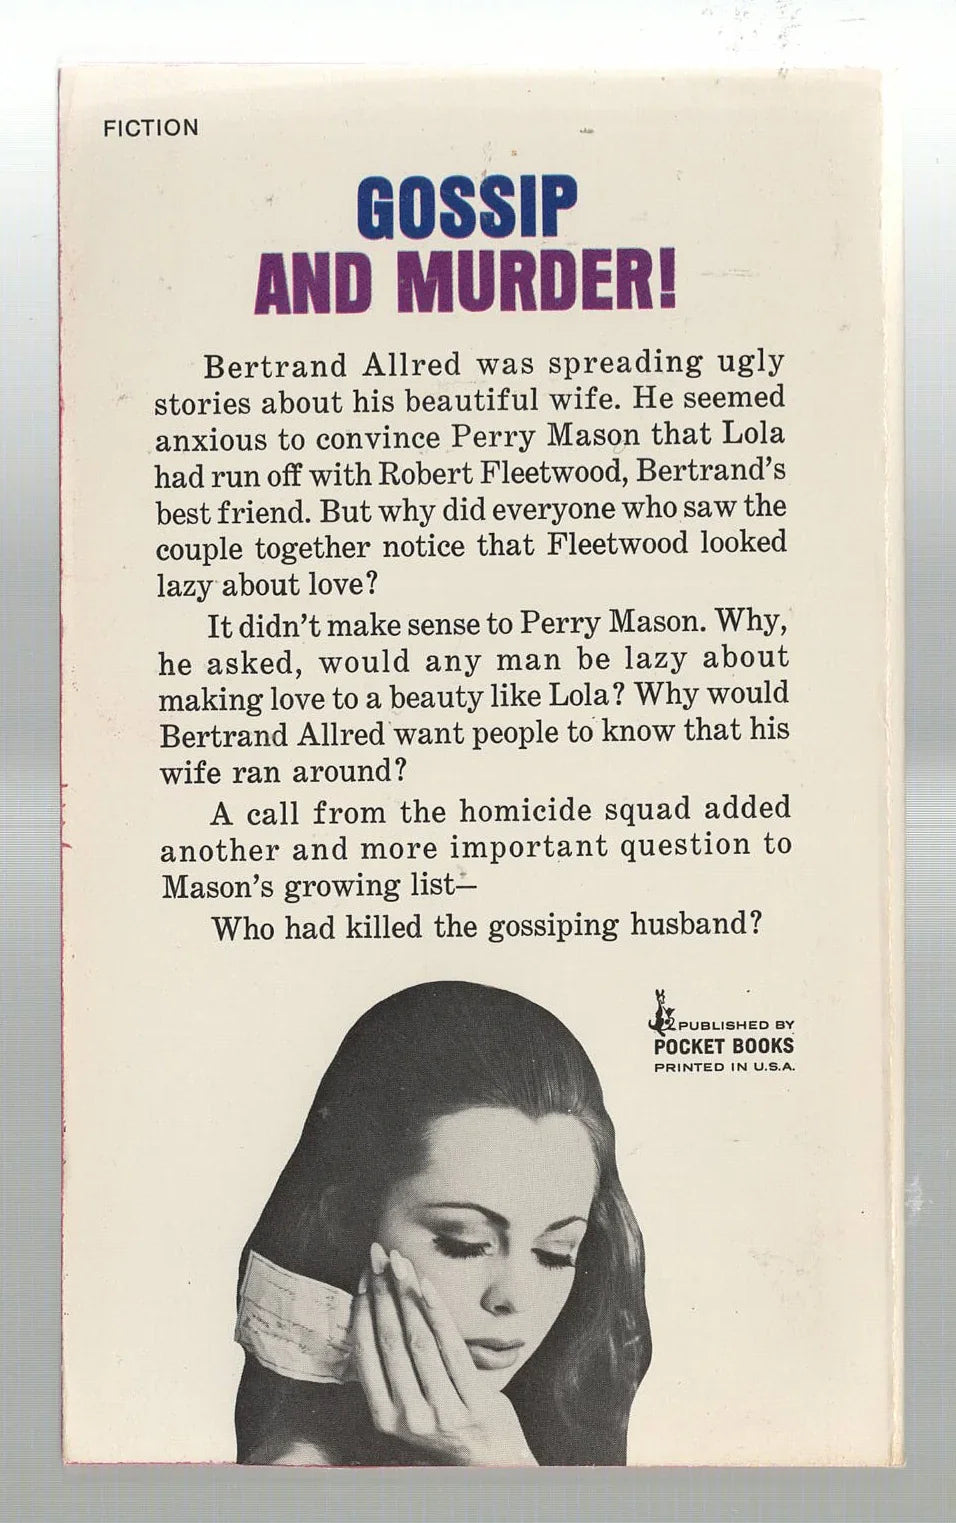 FICTION
GOSSIP
AND MURDER!
Bertrand Allred was spreading ugly
stories about his beautiful wife. He seemed
anxious to convince Perry Mason that Lola
had run off with Robert Fleetwood, Bertrand's
best friend. But why did everyone who saw the
couple together notice that Fleetwood looked
lazy about love?
It didn't make sense to Perry Mason. Why,
he asked, would any man be lazy about
making love to a beauty like Lola? Why would
Bertrand Allred want people to know that his
wife ran around?
A call from the homicide squad added
another and more important question to
Mason's growing list—
Who had killed the gossiping husband?
PUBLISHED BY
POCKET BOOKS
PRINTED IN U.S.A.